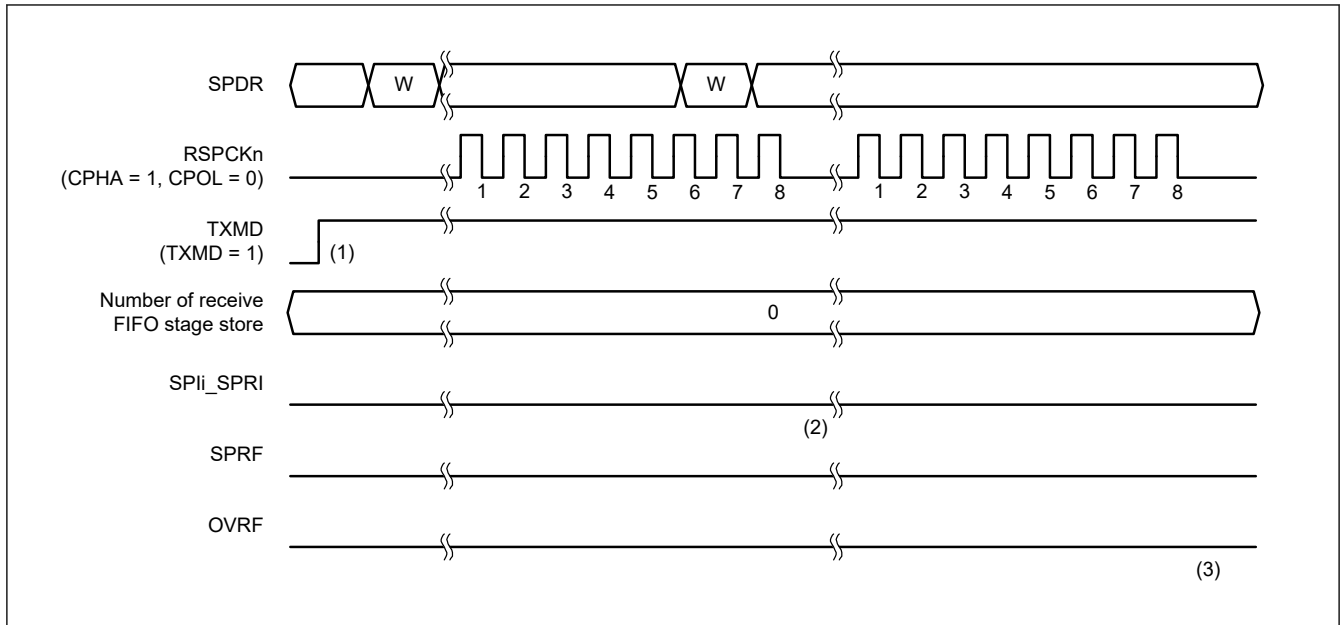 SPDR
W
W
RSPCKn
(CPHA = 1, CPOL = 0)
1 2 3 4 5 6 7 8
1 2 3 4 5 6 7 8
TXMD
(TXMD = 1)
(1)
Number of receive
FIFO stage store
0
SPIi_SPRI
(2)
SPRF
OVRF
(3)